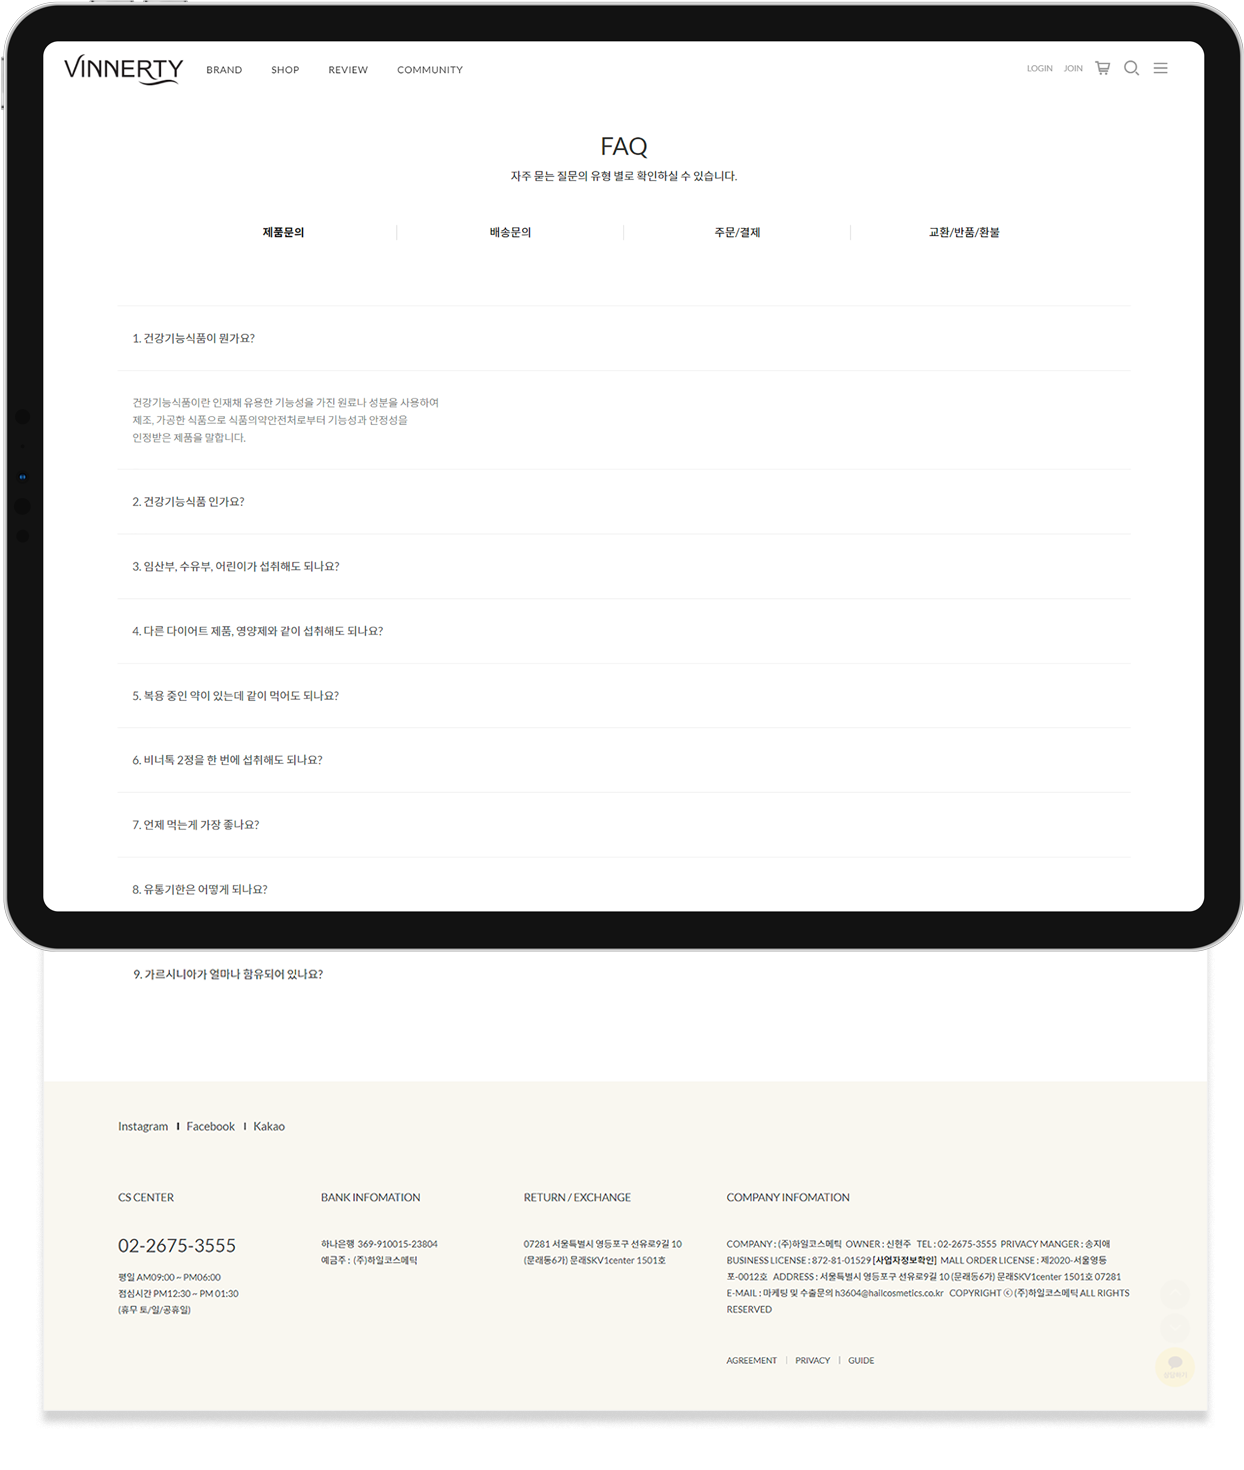 VINNERTY
BRAND SHOP REVIEW COMMUNITY
LOGIN JOIN
FAQ
자주 묻는 질문의 유형 별로 확인하실 수 있습니다.
제품문의 배송문의 주문/결제 교환/반품/환불
1. 건강기능식품이 뭔가요?
건강기능식품이란 인재채 유용한 기능성을 가진 원료나 성분을 사용하여
제조, 가공한 식품으로 식품의약안전처로부터 기능성과 안정성을
인정받은 제품을 말합니다.
2. 건강기능식품 인가요?
3. 임산부, 수유부, 어린이가 섭취해도 되나요?
4. 다른 다이어트 제품, 영양제와 같이 섭취해도 되나요?
5. 복용 중인 약이 있는데 같이 먹어도 되나요?
6. 비너톡 2정을 한 번에 섭취해도 되나요?
7. 언제 먹는게 가장 좋나요?
8. 유통기한은 어떻게 되나요?
9. 가르시니아가 얼마나 함유되어 있나요?
Instagram I Facebook I Kakao
CS CENTER
02-2675-3555
평일 AM09:00 ~ PM06:00
점심시간 PM12:30 ~ PM 01:30
(휴무 토/일/공휴일)
BANK INFOMATION
하나은행 369-910015-23804
예금주 : (주)하일코스메틱
RETURN / EXCHANGE
07281 서울특별시 영등포구 선유로9길 10
(문래동6가) 문래SKV1center 1501호
COMPANY INFOMATION
COMPANY : (주)하일코스메틱 OWNER : 신현주 TEL : 02-2675-3555 PRIVACY MANGER : 송지애
BUSINESS LICENSE : 872-81-01529 [사업자정보확인] MALL ORDER LICENSE : 제2020-서울영등
포-0012호 ADDRESS : 서울특별시 영등포구 선유로9길 10 (문래동6가) 문래SKV1center 1501호 07281
E-MAIL : 마케팅 및 수출문의 h3604@hailcosmetics.co.kr COPYRIGHT ⓒ (주)하일코스메틱 ALL RIGHTS
RESERVED
AGREEMENT | PRIVACY | GUIDE